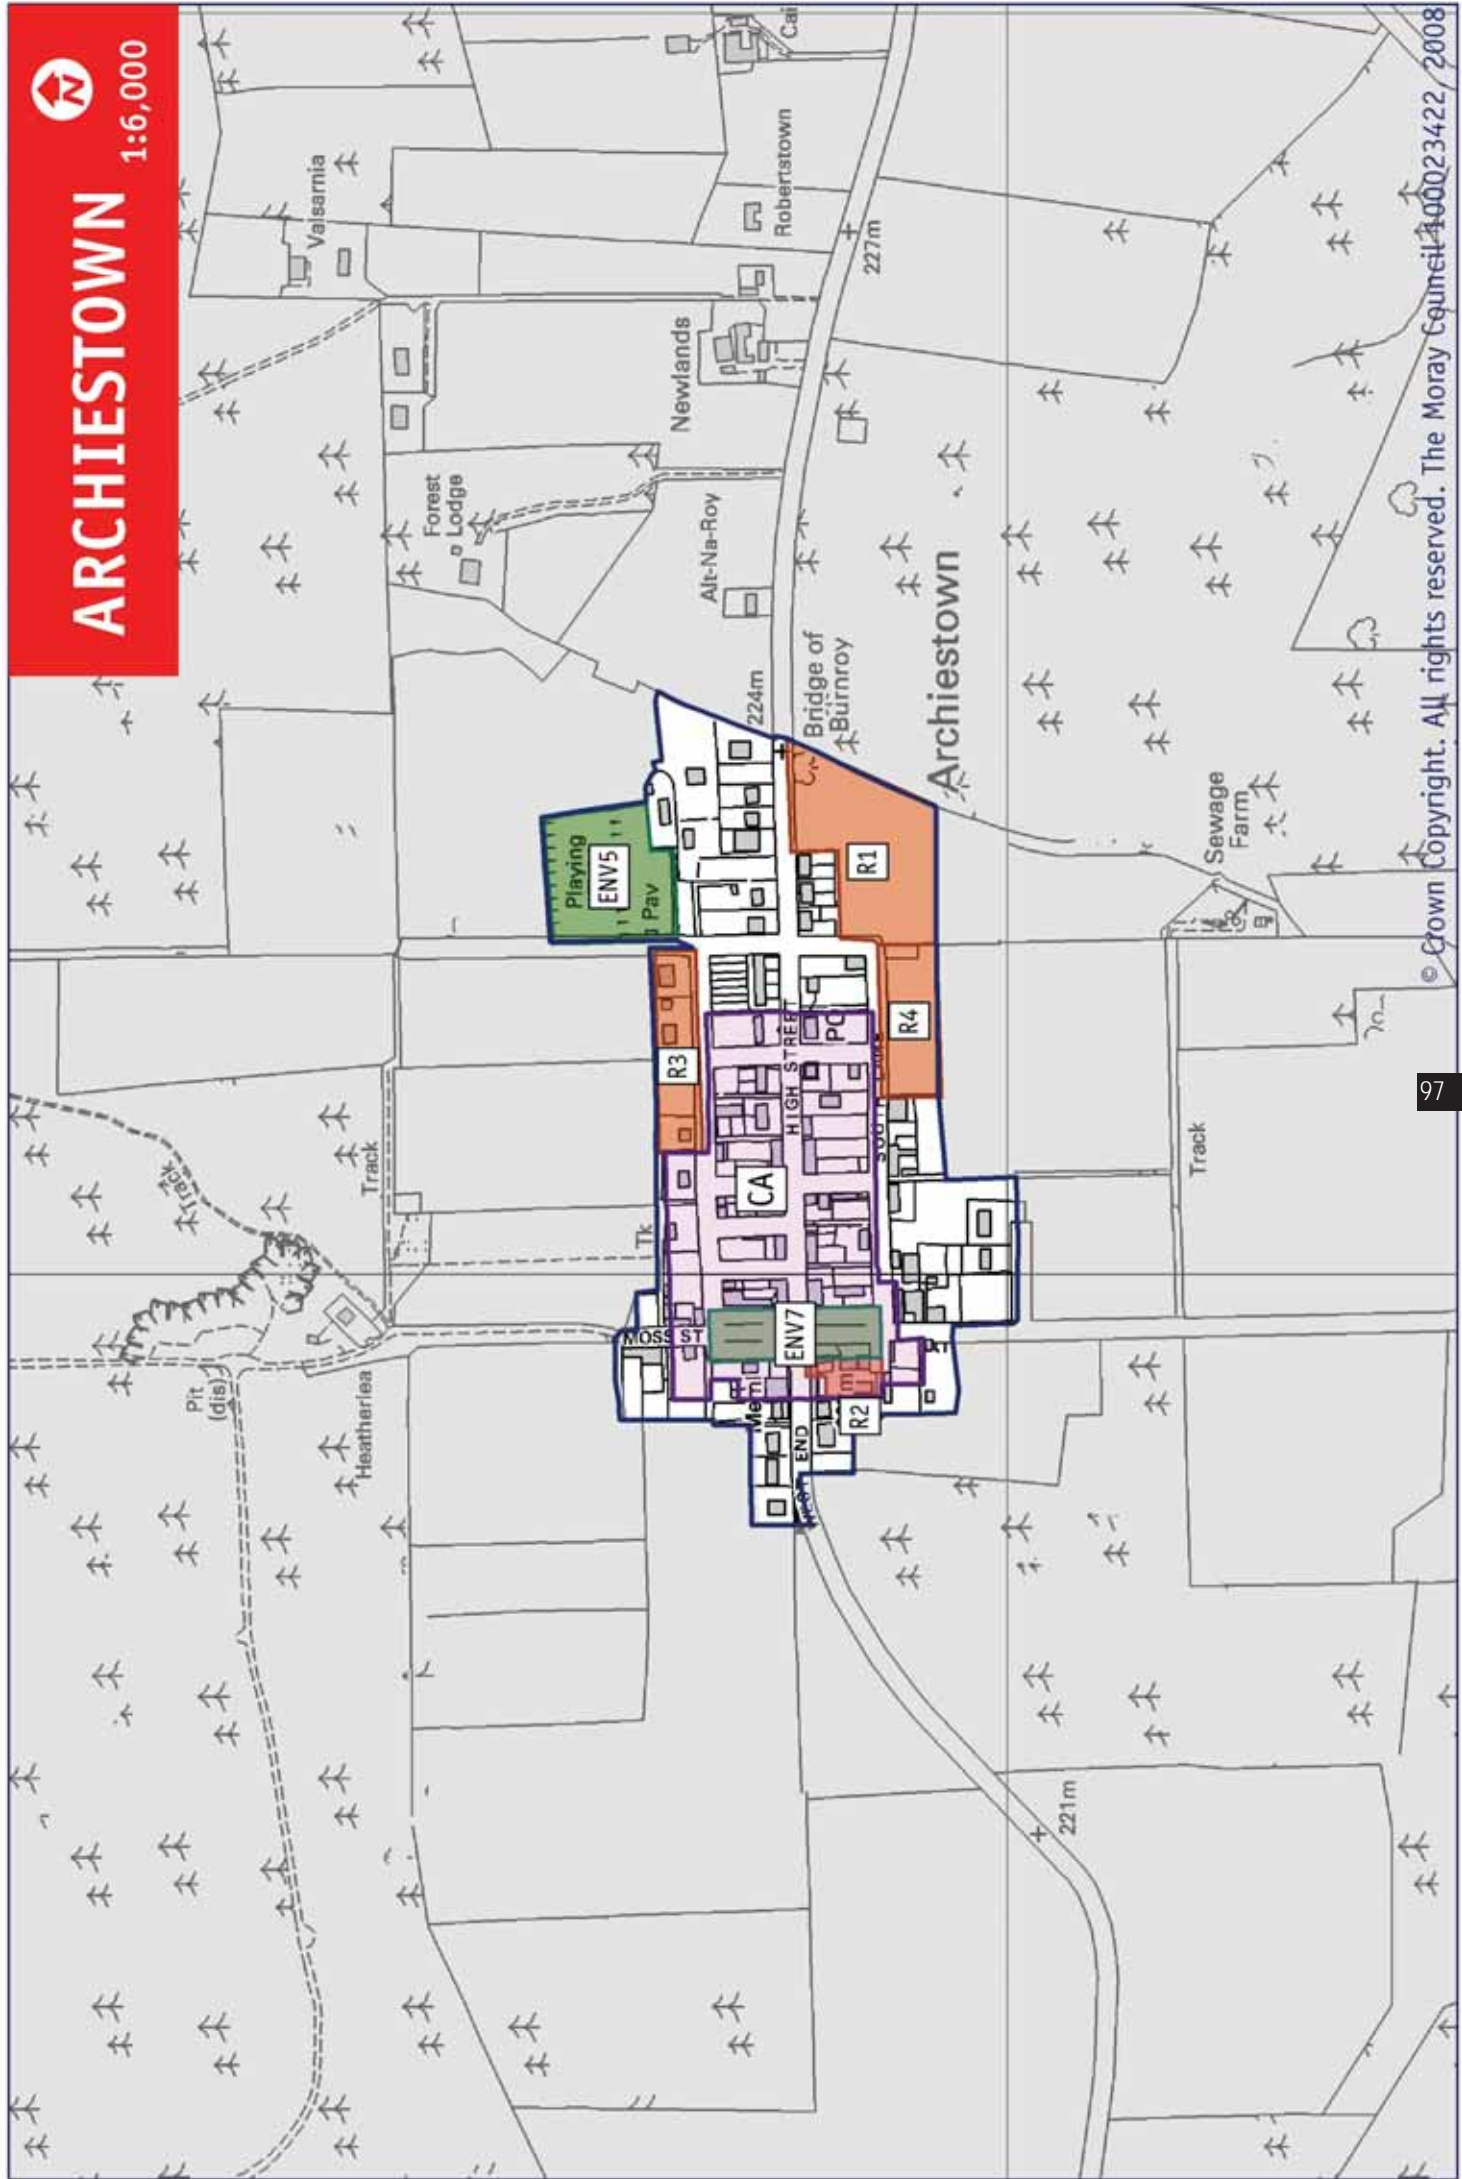 ARCHIESTOWN
N
1:6,000
Valsarnia
Cai
Robertstown
227m
Newlands
Forest
Lodge
Alt-Na-Roy
224m
Bridge of
Burnroy
Archiestown
Sewage
Farm
Playing
ENV5
Pav
R1
R4
R3
PO
HIGH STREET
CA
Track
Track
Track
Tk
MOSS ST
ENV7
R2
END
Pit
(dis)
Heatherlea
221m
97
© Crown Copyright. All rights reserved. The Moray Council 100023422 2008